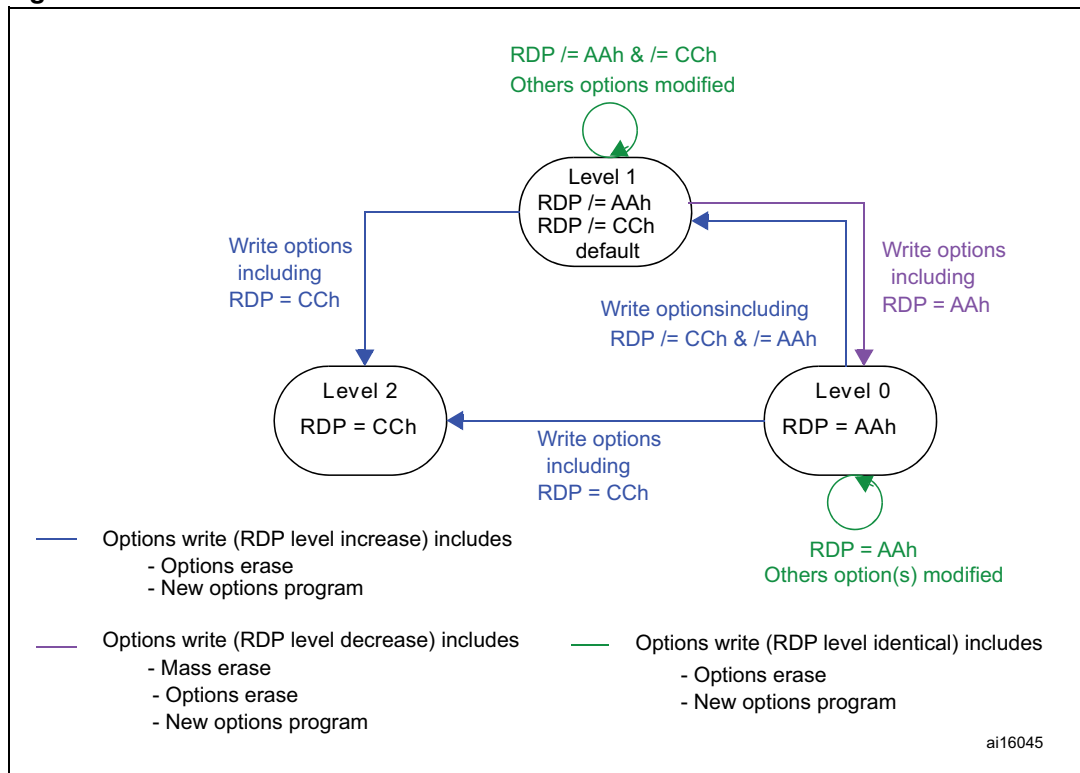 RDP /= AAh & /= CCh
Others options modified
Level 1
RDP /= AAh
RDP /= CCh
default
Write options
including
RDP = CCh
Write options
including
RDP = AAh
Write optionsincluding
RDP /= CCh & /= AAh
Level 2
RDP = CCh
Level 0
RDP = AAh
Write options
including
RDP = CCh
RDP = AAh
Others option(s) modified
Options write (RDP level increase) includes
- Options erase
- New options program
Options write (RDP level decrease) includes
- Mass erase
- Options erase
- New options program
Options write (RDP level identical) includes
- Options erase
- New options program
ai16045